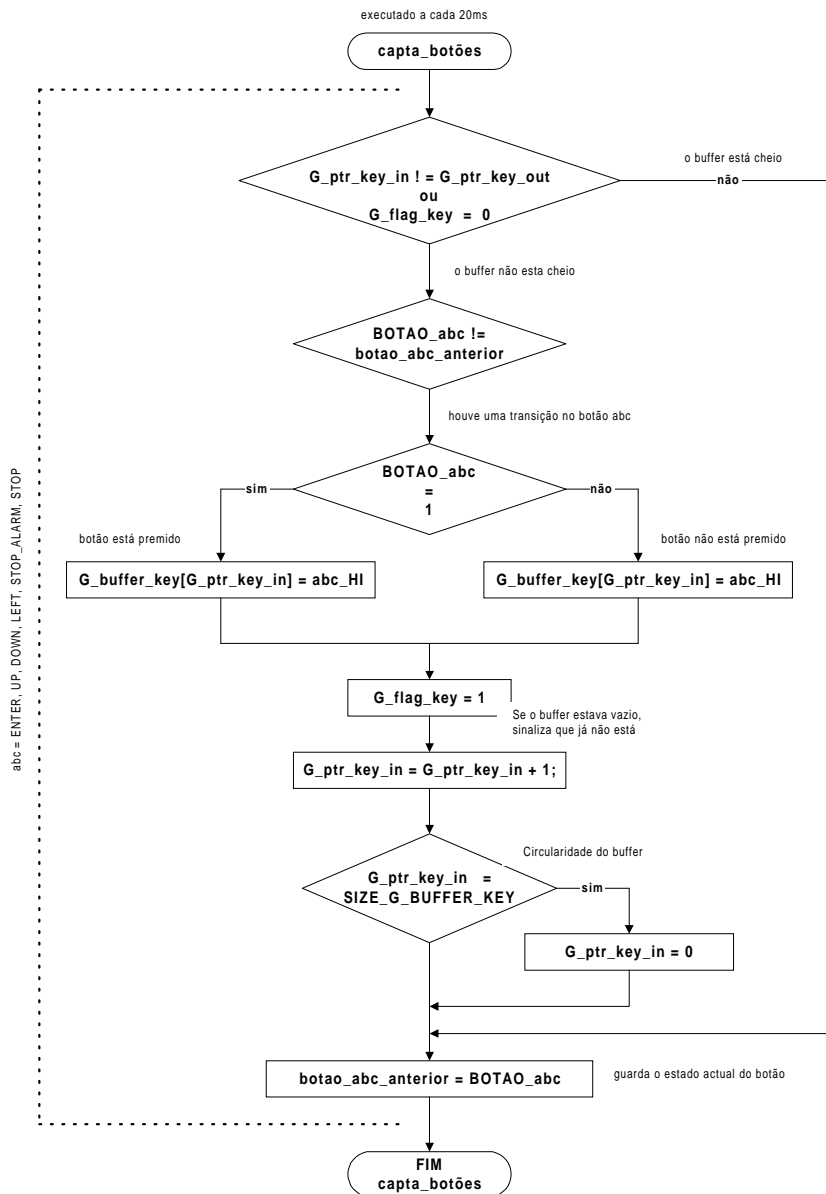 executado a cada 20ms
capta_botões
o buffer está cheio
G_ptr_key_in ! = G_ptr_key_out
ou
G_flag_key = 0
não
o buffer não esta cheio
BOTAO_abc !=
botao_abc_anterior
houve uma transição no botão abc
BOTAO_abc
=
1
sim
não
botão está premido
botão não está premido
G_buffer_key[G_ptr_key_in] = abc_HI
G_buffer_key[G_ptr_key_in] = abc_HI
abc = ENTER, UP, DOWN, LEFT, STOP_ALARM, STOP
G_flag_key = 1
Se o buffer estava vazio,
sinaliza que já não está
G_ptr_key_in = G_ptr_key_in + 1;
Circularidade do buffer
G_ptr_key_in =
SIZE_G_BUFFER_KEY
sim
G_ptr_key_in = 0
botao_abc_anterior = BOTAO_abc
guarda o estado actual do botão
FIM
capta_botões